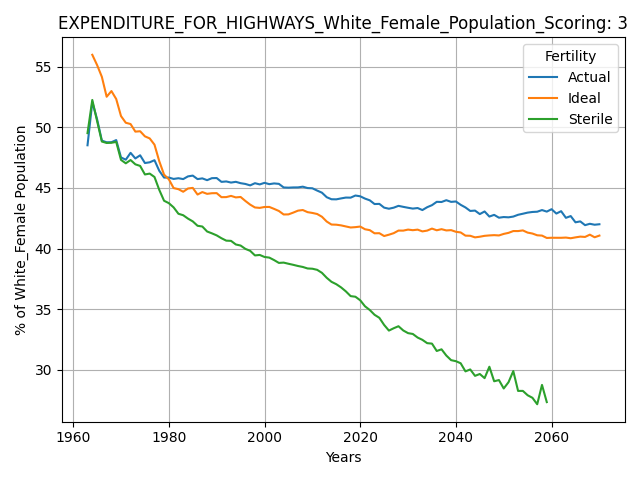 EXPENDITURE_FOR_HIGHWAYS_White_Female_Population_Scoring: 3
Fertility
Actual
Ideal
Sterile
% of White_Female Population
55
50
45
40
35
30
1960
1980
2000
2020
2040
2060
Years